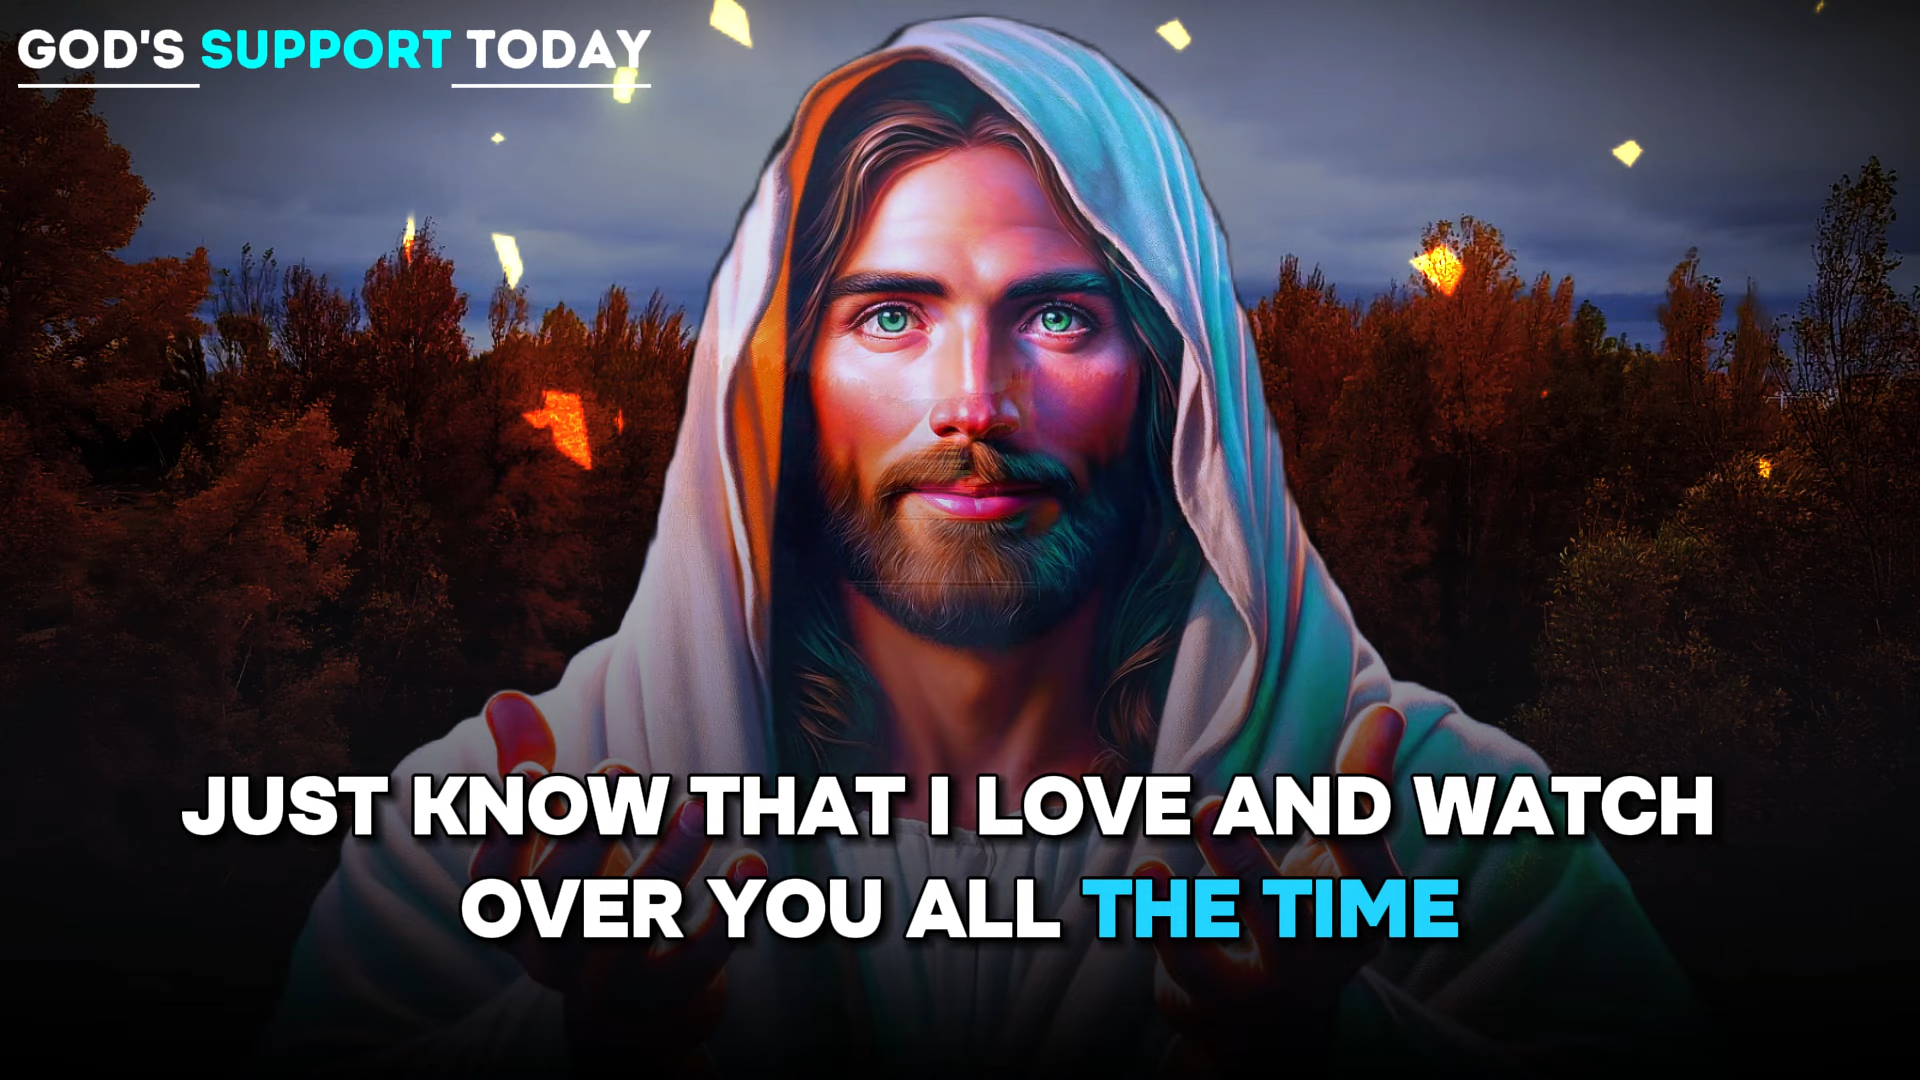 GOD'S SUPPORT TODAY
JUST KNOW THAT I LOVE AND WATCH
OVER YOU ALL THE TIME